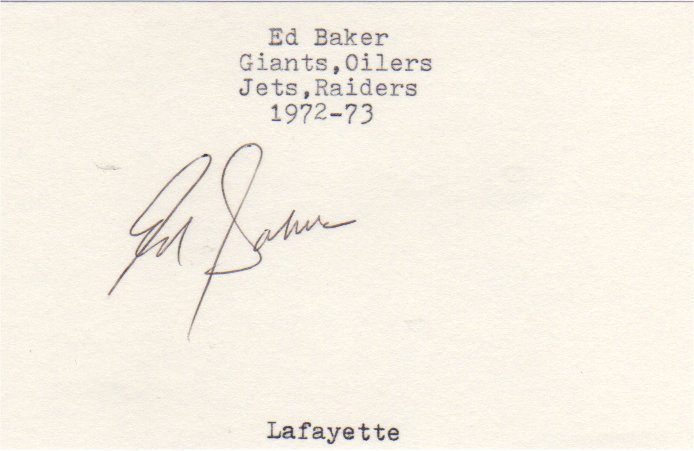 Ed Baker
Giants,Oilers
Jets,Raiders
1972-73
Ed Baker
Lafayette